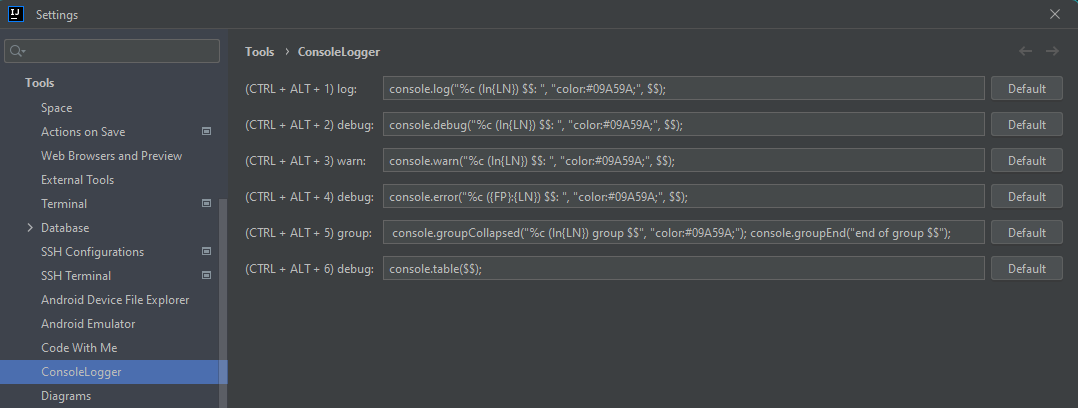 IJ Settings
Tools › ConsoleLogger
Tools
Space
Actions on Save
Web Browsers and Preview
External Tools
Terminal
Database
SSH Configurations
SSH Terminal
Android Device File Explorer
Android Emulator
Code With Me
ConsoleLogger
Diagrams
(CTRL + ALT + 1) log: console.log("%c (ln{LN}) $$: ", "color:#09A59A;", $$); Default
(CTRL + ALT + 2) debug: console.debug("%c (ln{LN}) $$: ", "color:#09A59A;", $$); Default
(CTRL + ALT + 3) warn: console.warn("%c (ln{LN}) $$: ", "color:#09A59A;", $$); Default
(CTRL + ALT + 4) debug: console.error("%c ({FP}:{LN}) $$: ", "color:#09A59A;", $$); Default
(CTRL + ALT + 5) group: console.groupCollapsed("%c (ln{LN}) group $$", "color:#09A59A;"); console.groupEnd("end of group $$"); Default
(CTRL + ALT + 6) debug: console.table($$); Default